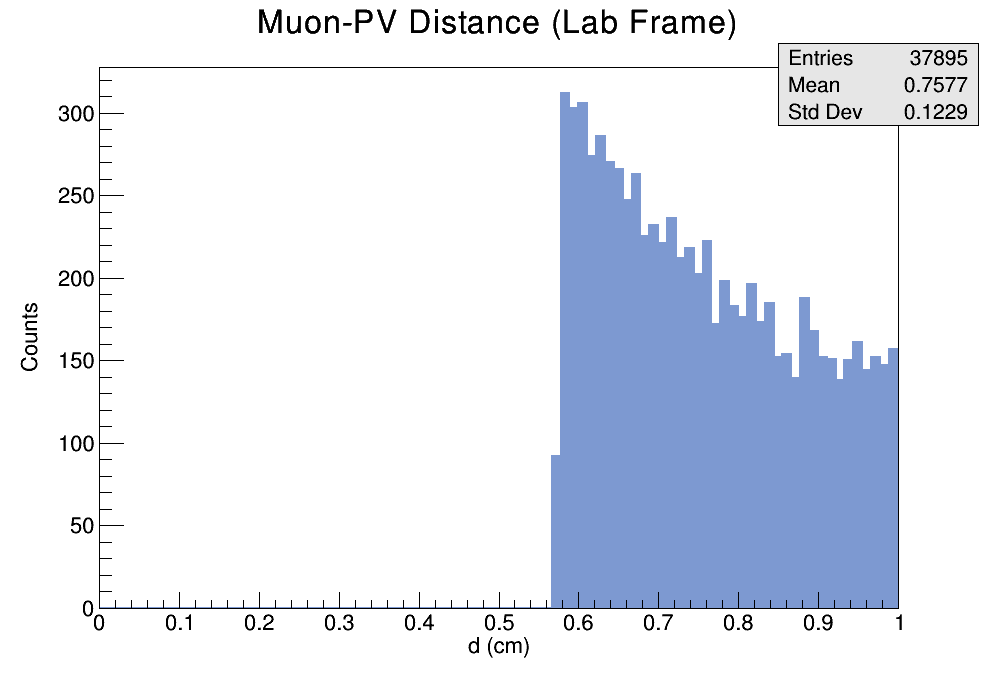 Muon-PV Distance (Lab Frame)
Entries 37895
Mean 0.7577
Std Dev 0.1229
300
250
200
150
100
50
0
Counts
0 0.1 0.2 0.3 0.4 0.5 0.6 0.7 0.8 0.9 1
d (cm)